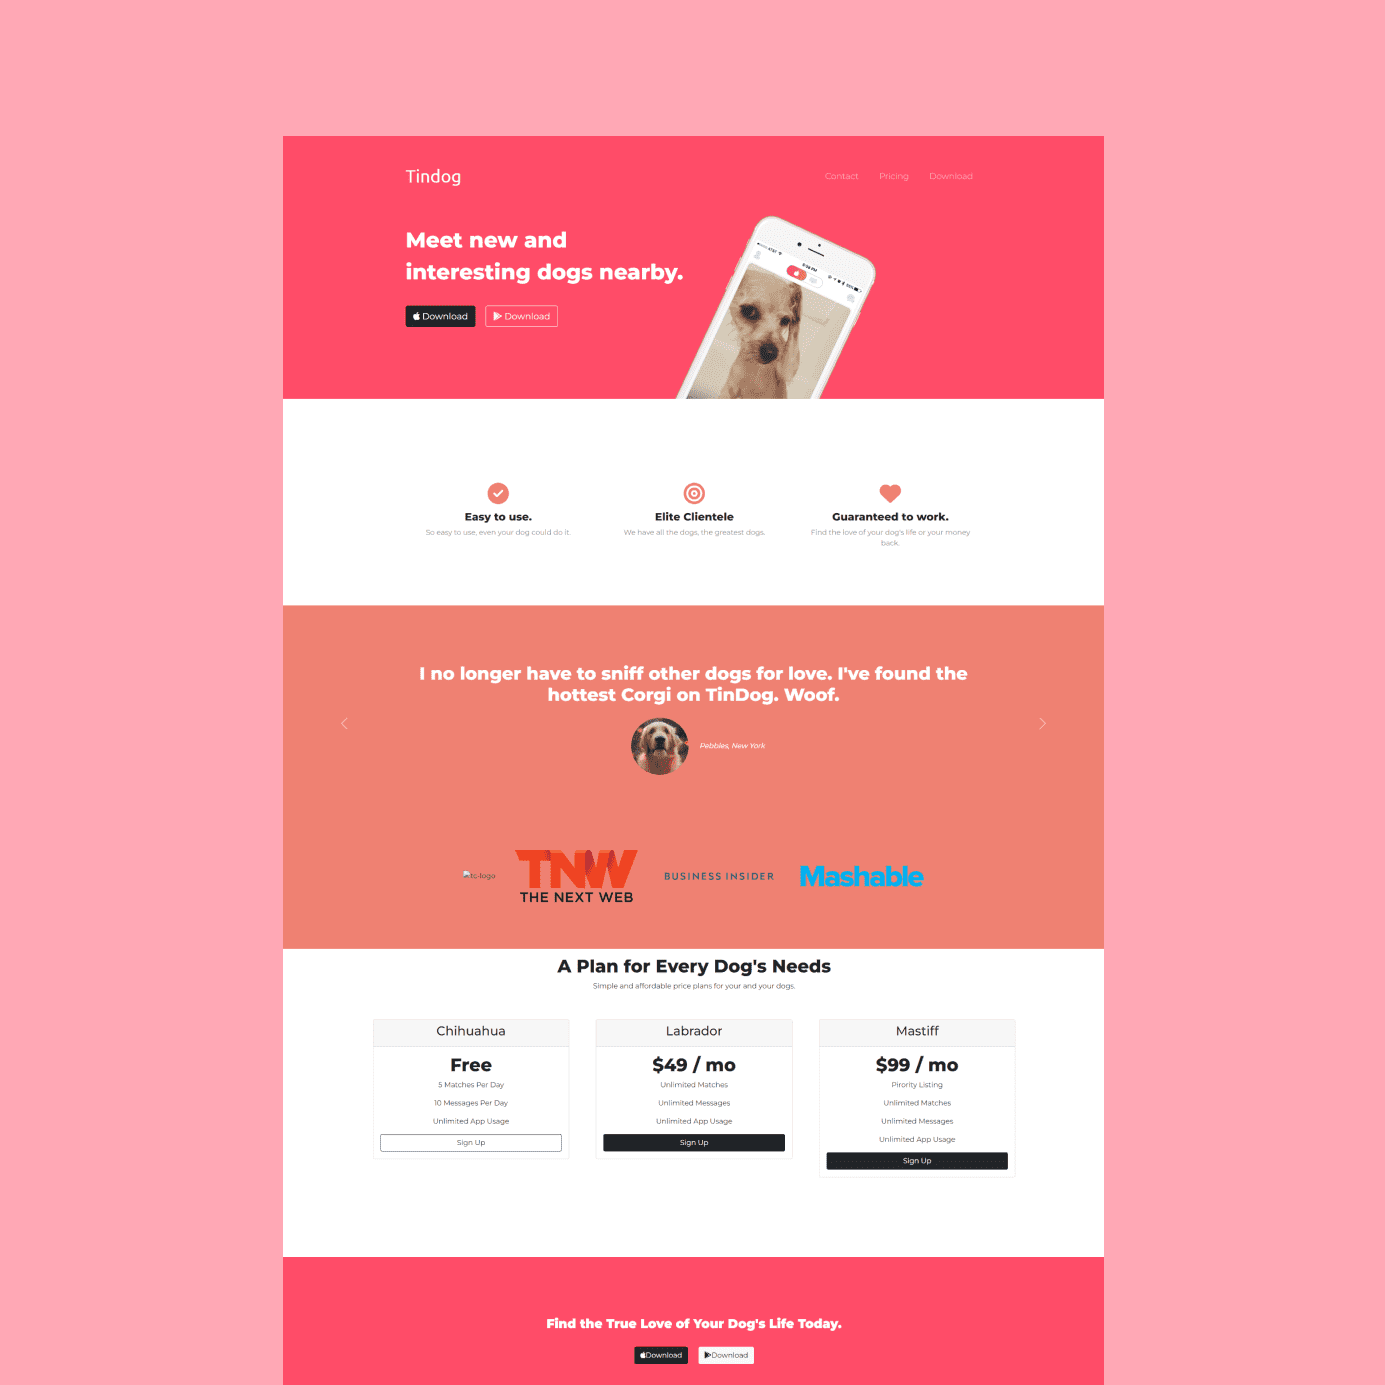 Tindog
Contact Pricing Download
Meet new and
interesting dogs nearby.
Download Download
Easy to use.
So easy to use, even your dog could do it.
Elite Clientele
We have all the dogs, the greatest dogs.
Guaranteed to work.
Find the love of your dog's life or your money
back.
I no longer have to sniff other dogs for love. I've found the
hottest Corgi on TinDog. Woof.
Pebbles, New York
tc-logo
TNW
THE NEXT WEB
BUSINESS INSIDER
Mashable
A Plan for Every Dog's Needs
Simple and affordable price plans for your and your dogs.
Chihuahua
Free
5 Matches Per Day
10 Messages Per Day
Unlimited App Usage
Sign Up
Labrador
$49 / mo
Unlimited Matches
Unlimited Messages
Unlimited App Usage
Sign Up
Mastiff
$99 / mo
Pirority Listing
Unlimited Matches
Unlimited Messages
Unlimited App Usage
Sign Up
Find the True Love of Your Dog's Life Today.
Download Download